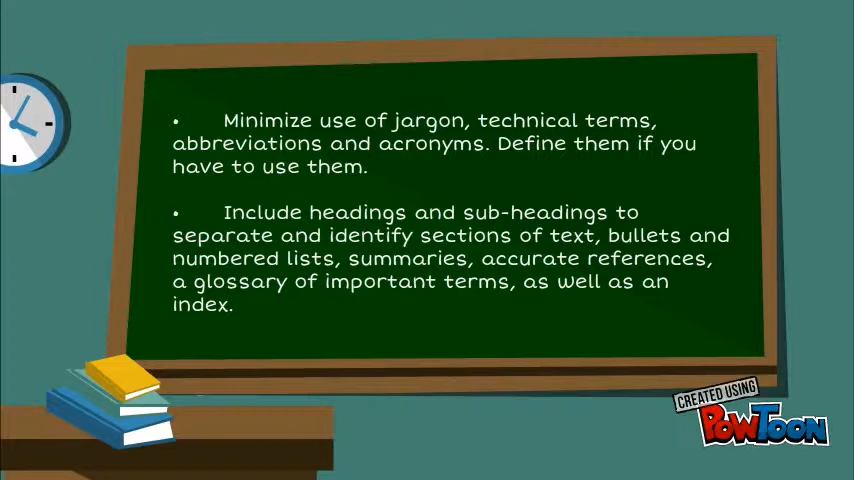 • Minimize use of jargon, technical terms,
abbreviations and acronyms. Define them if you
have to use them.
• Include headings and sub-headings to
separate and identify sections of text, bullets and
numbered lists, summaries, accurate references,
a glossary of important terms, as well as an
index.
CREATED USING
POWTOON